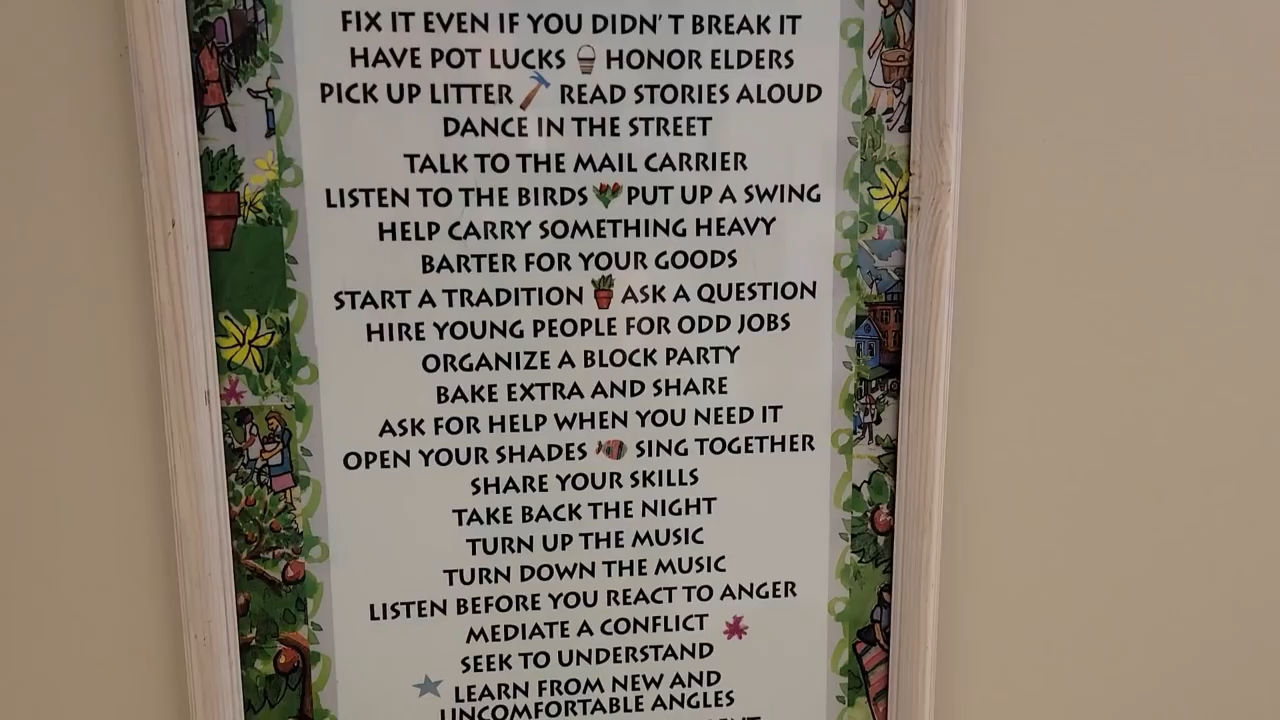 FIX IT EVEN IF YOU DIDN'T BREAK IT
HAVE POT LUCKS HONOR ELDERS
PICK UP LITTER READ STORIES ALOUD
DANCE IN THE STREET
TALK TO THE MAIL CARRIER
LISTEN TO THE BIRDS PUT UP A SWING
HELP CARRY SOMETHING HEAVY
BARTER FOR YOUR GOODS
START A TRADITION ASK A QUESTION
HIRE YOUNG PEOPLE FOR ODD JOBS
ORGANIZE A BLOCK PARTY
BAKE EXTRA AND SHARE
ASK FOR HELP WHEN YOU NEED IT
OPEN YOUR SHADES SING TOGETHER
SHARE YOUR SKILLS
TAKE BACK THE NIGHT
TURN UP THE MUSIC
TURN DOWN THE MUSIC
LISTEN BEFORE YOU REACT TO ANGER
MEDIATE A CONFLICT
SEEK TO UNDERSTAND
LEARN FROM NEW AND
UNCOMFORTABLE ANGLES